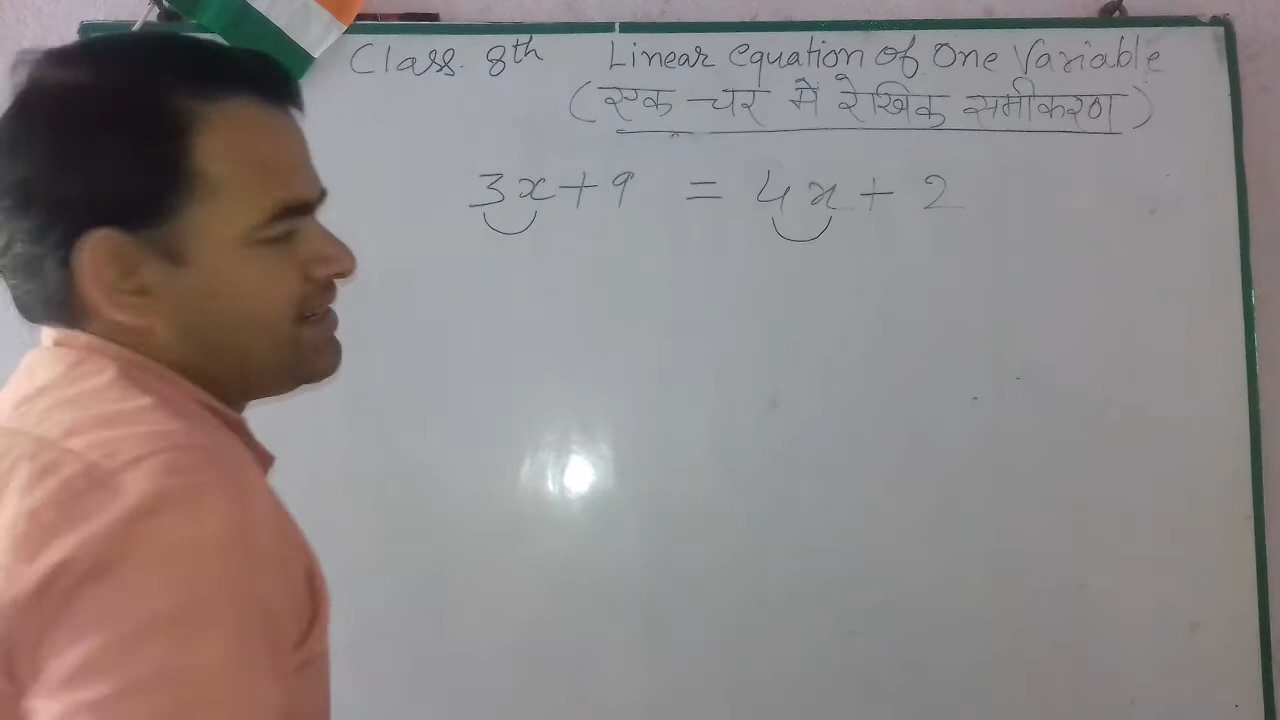 Class. 8th Linear equation of One Variable
(एक चर में रेखिक समीकरण)
3x + 9 = 4x + 2